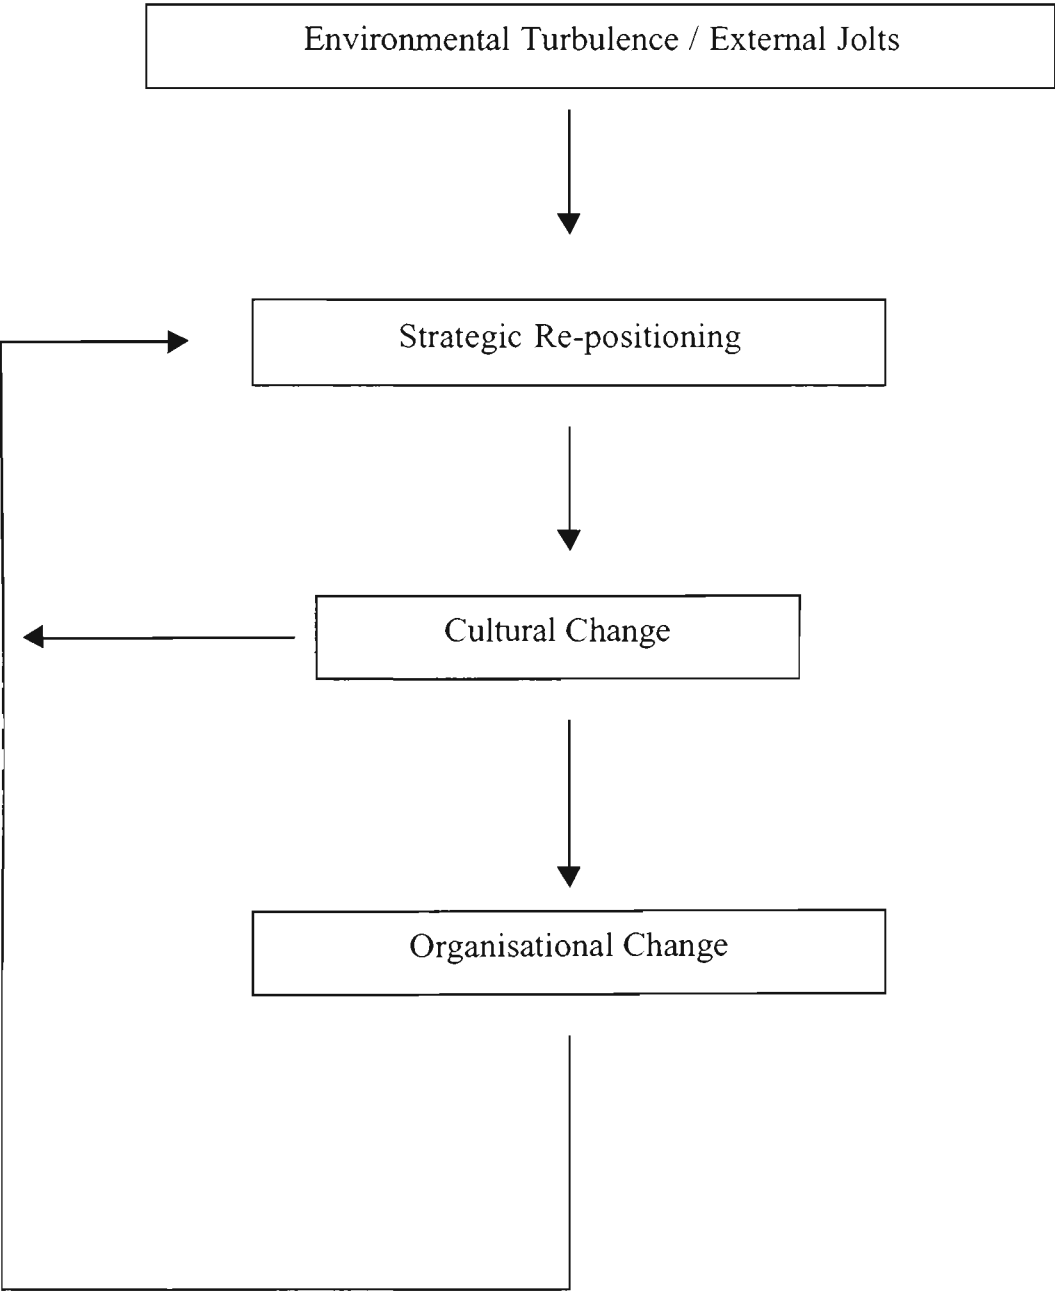 Environmental Turbulence / External Jolts
Strategic Re-positioning
Cultural Change
Organisational Change